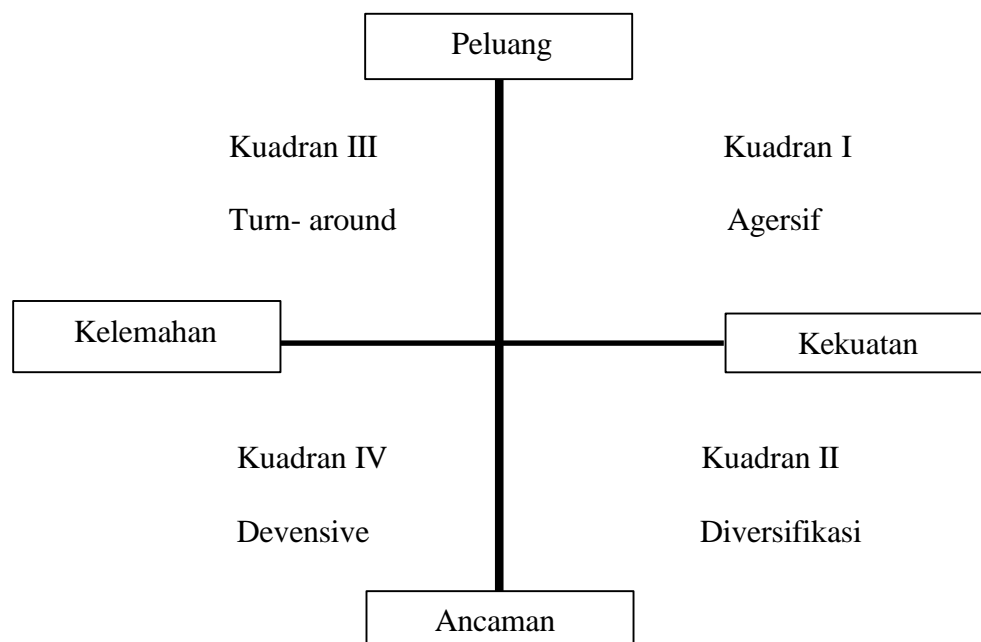 Peluang
Kuadran III
Kuadran I
Turn- around
Agersif
Kelemahan
Kekuatan
Kuadran IV
Kuadran II
Devensive
Diversifikasi
Ancaman